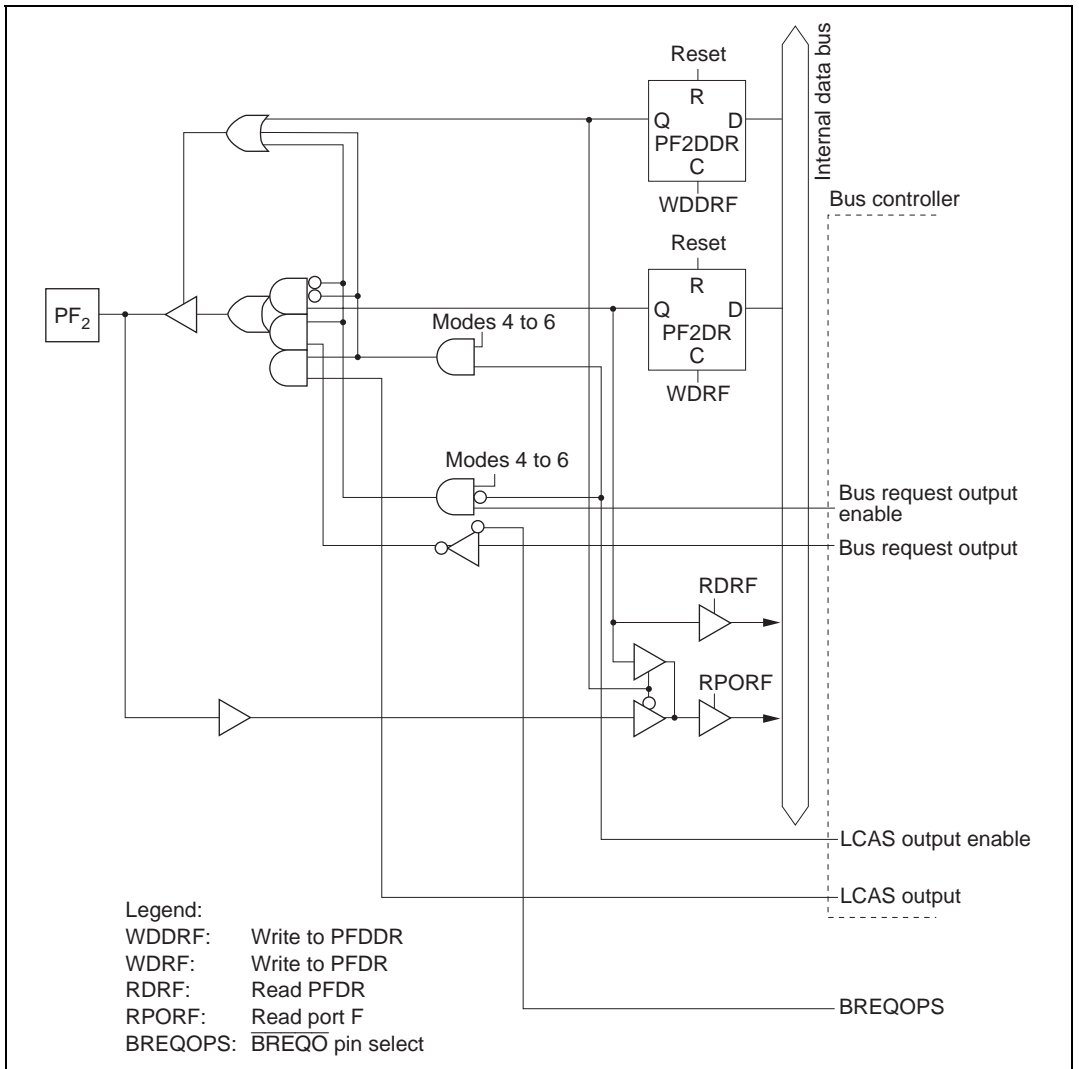 Reset
R
Q D
PF2DDR
C
WDDRF
Internal data bus
Bus controller
Reset
R
Q D
PF2DR
C
WDRF
PF2
Modes 4 to 6
Modes 4 to 6
Bus request output
enable
Bus request output
RDRF
RPORF
LCAS output enable
LCAS output
BREQOPS
Legend:
WDDRF: Write to PFDDR
WDRF: Write to PFDR
RDRF: Read PFDR
RPORF: Read port F
BREQOPS: B̅R̅E̅Q̅O̅ pin select